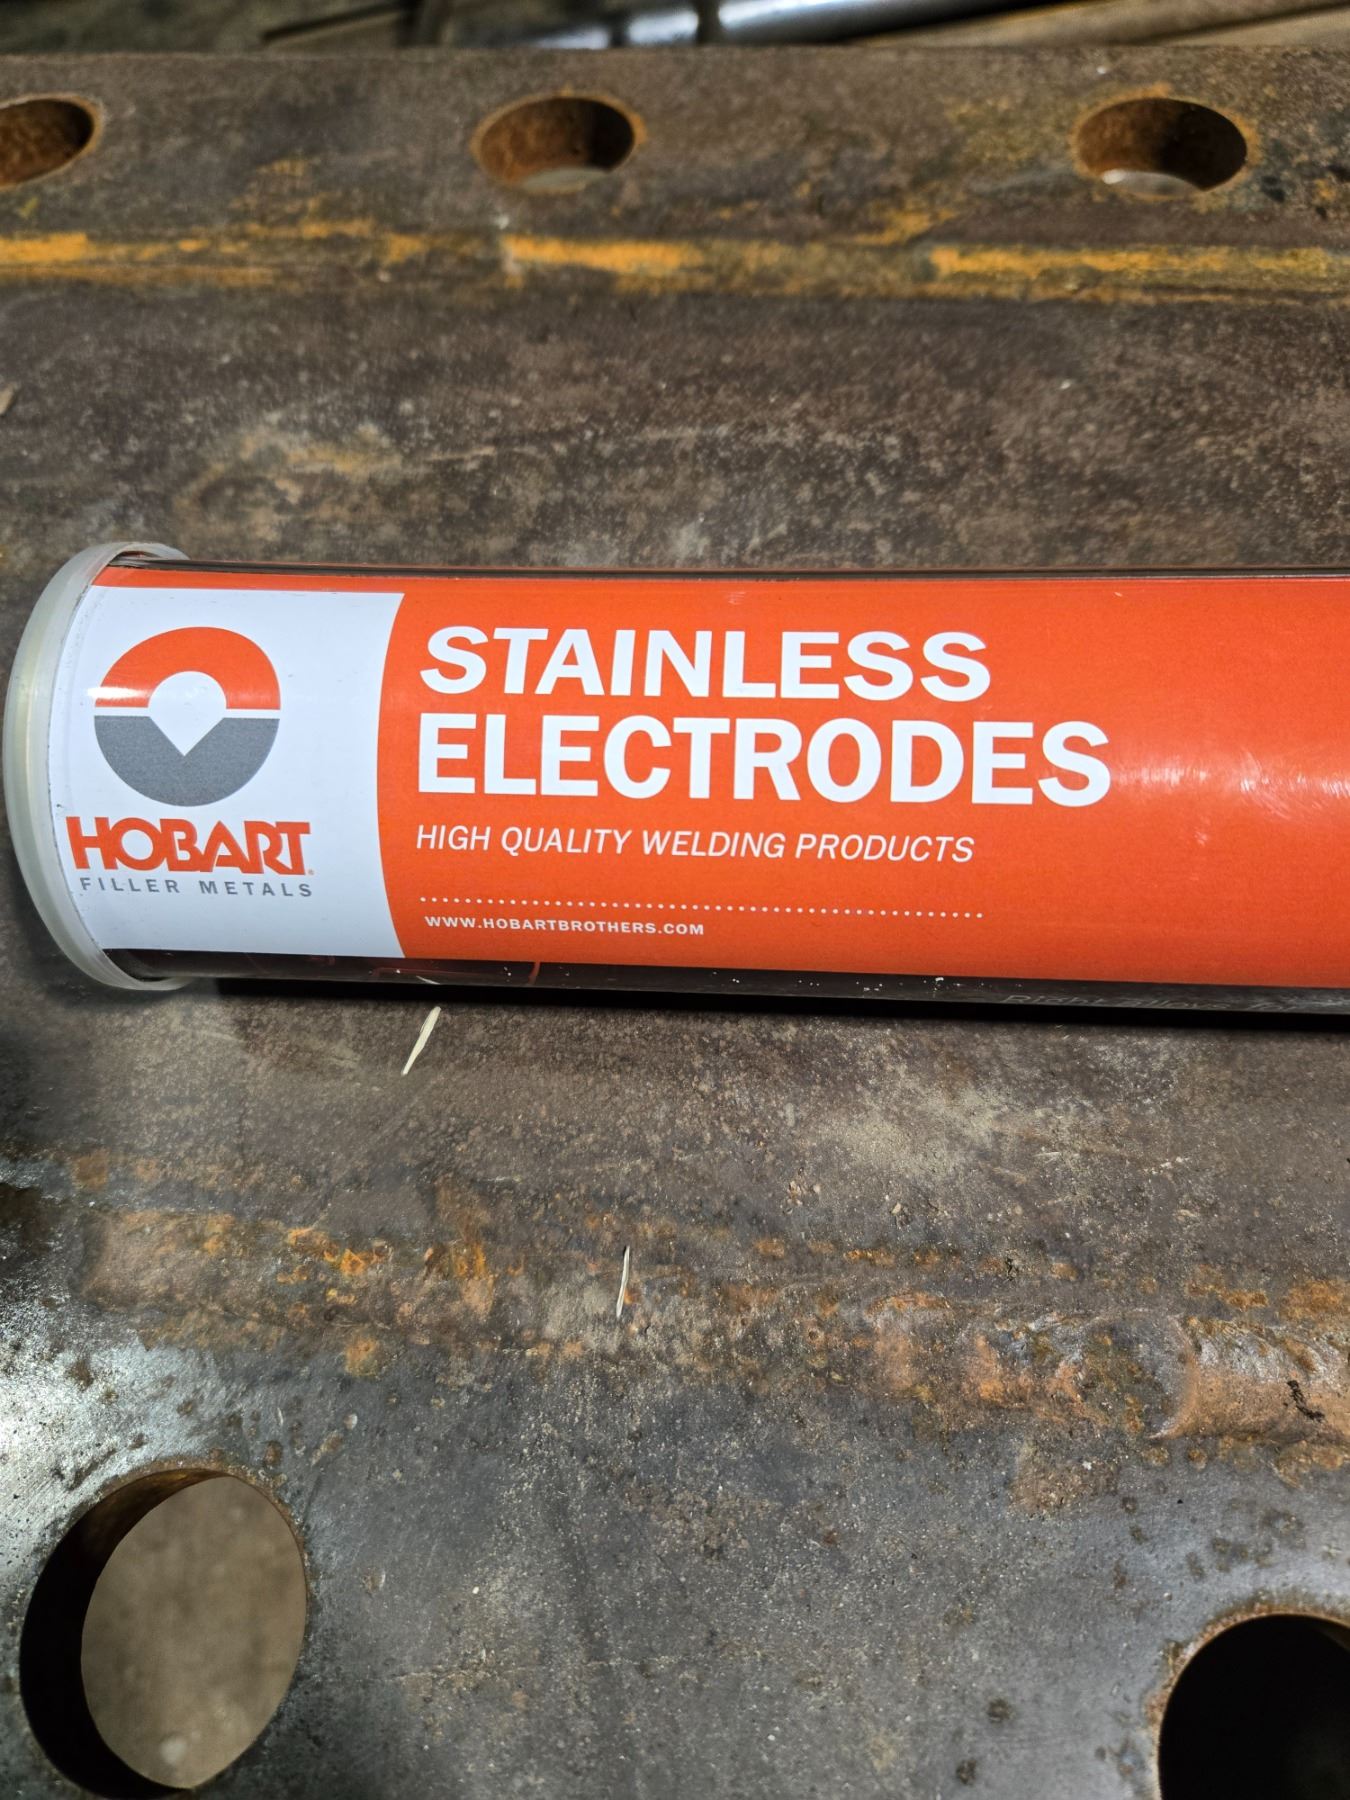 STAINLESS
ELECTRODES
HIGH QUALITY WELDING PRODUCTS
WWW.HOBARTBROTHERS.COM
HOBART®
FILLER METALS